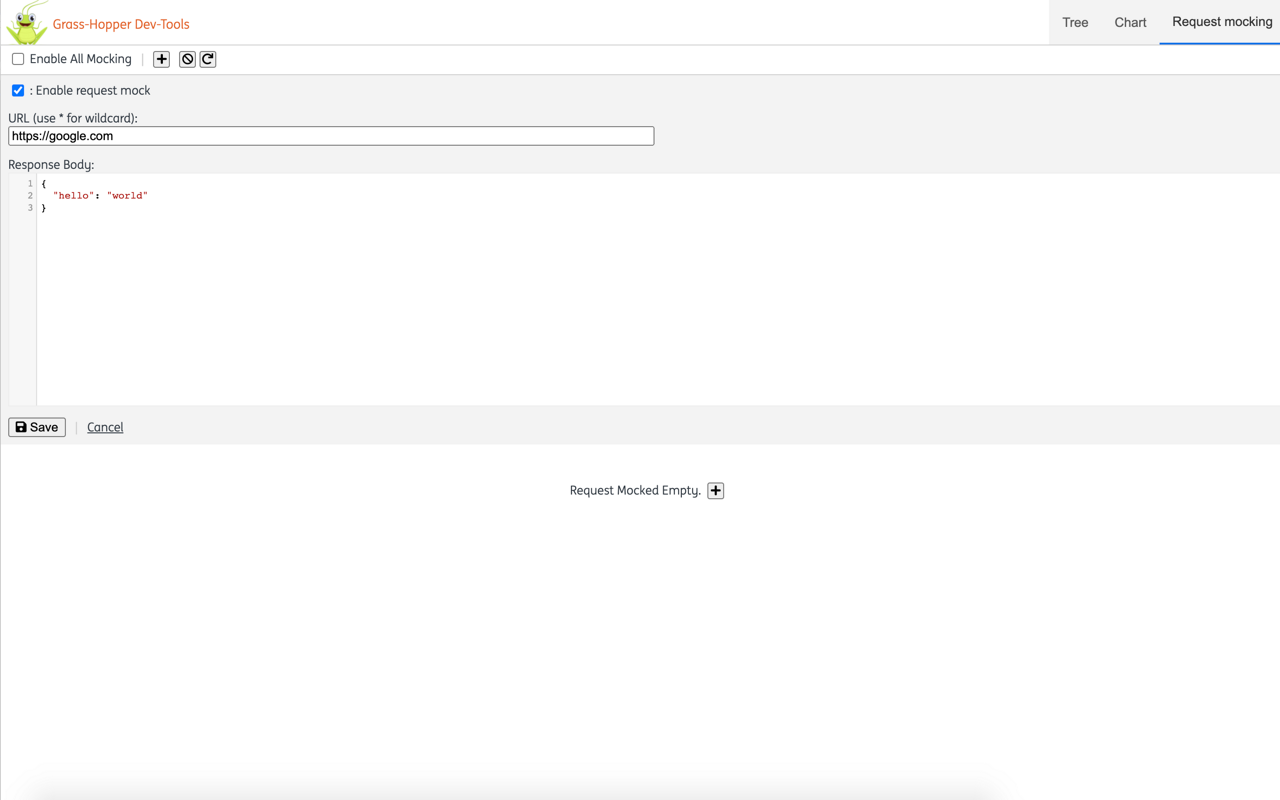 Grass-Hopper Dev-Tools
Tree Chart Request mocking
Enable All Mocking
: Enable request mock
URL (use * for wildcard):
https://google.com
Response Body:
1 {
2 "hello": "world"
3 }
Save | Cancel
Request Mocked Empty.